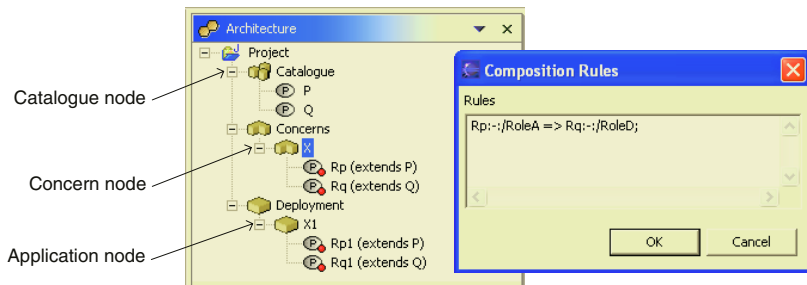 Architecture
Project
Catalogue
P P
P Q
Concerns
X
P Rp (extends P)
P Rq (extends Q)
Deployment
X1
P Rp1 (extends P)
P Rq1 (extends Q)
Catalogue node
Concern node
Application node
Composition Rules
Rules
Rp:-:/RoleA => Rq:-:/RoleD;
OK
Cancel